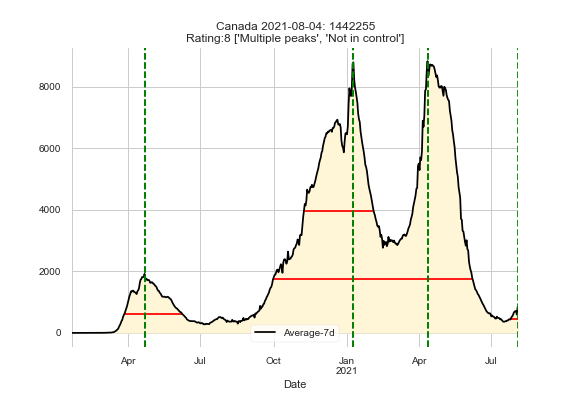 Canada 2021-08-04: 1442255
Rating:8 ['Multiple peaks', 'Not in control']
8000
6000
4000
2000
0
Average-7d
Apr Jul Oct Jan Apr Jul
2021
Date